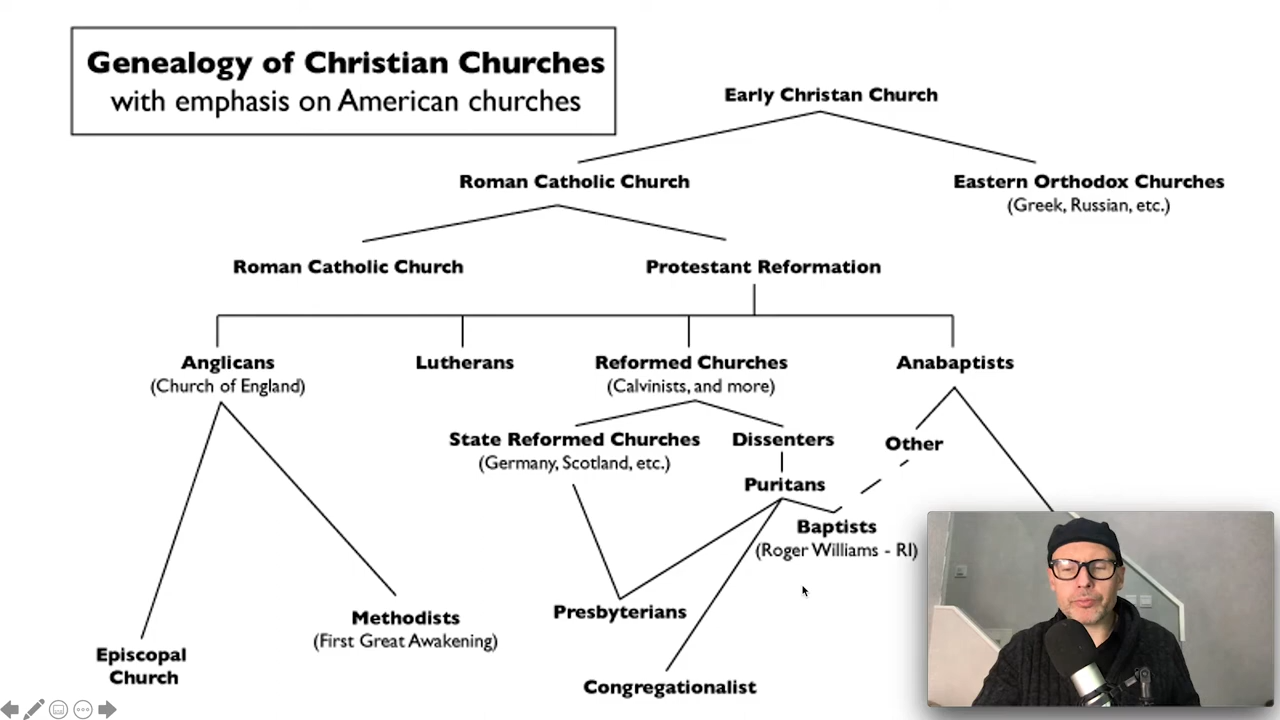 Genealogy of Christian Churches
with emphasis on American churches
Early Christan Church
Roman Catholic Church
Eastern Orthodox Churches
(Greek, Russian, etc.)
Roman Catholic Church
Protestant Reformation
Anglicans
(Church of England)
Lutherans
Reformed Churches
(Calvinists, and more)
Anabaptists
State Reformed Churches
(Germany, Scotland, etc.)
Dissenters
Other
Puritans
Baptists
(Roger Williams - RI)
Presbyterians
Methodists
(First Great Awakening)
Episcopal
Church
Congregationalist